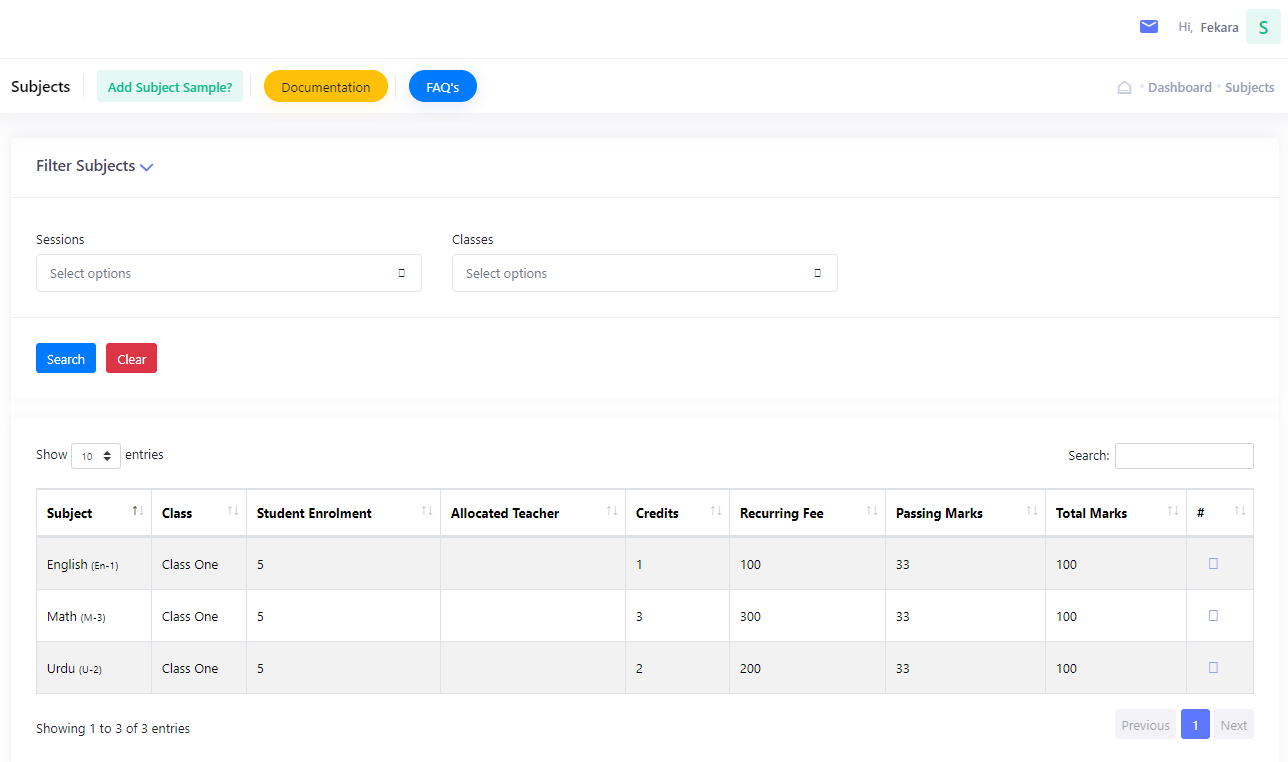 Hi, Fekara S
Subjects Add Subject Sample? Documentation FAQ's Dashboard Subjects
Filter Subjects
Sessions Classes
Select options Select options
Search Clear
Show 10 entries Search:
Subject Class Student Enrolment Allocated Teacher Credits Recurring Fee Passing Marks Total Marks #
English (En-1) Class One 5 1 100 33 100
Math (M-3) Class One 5 3 300 33 100
Urdu (U-2) Class One 5 2 200 33 100
Showing 1 to 3 of 3 entries Previous 1 Next